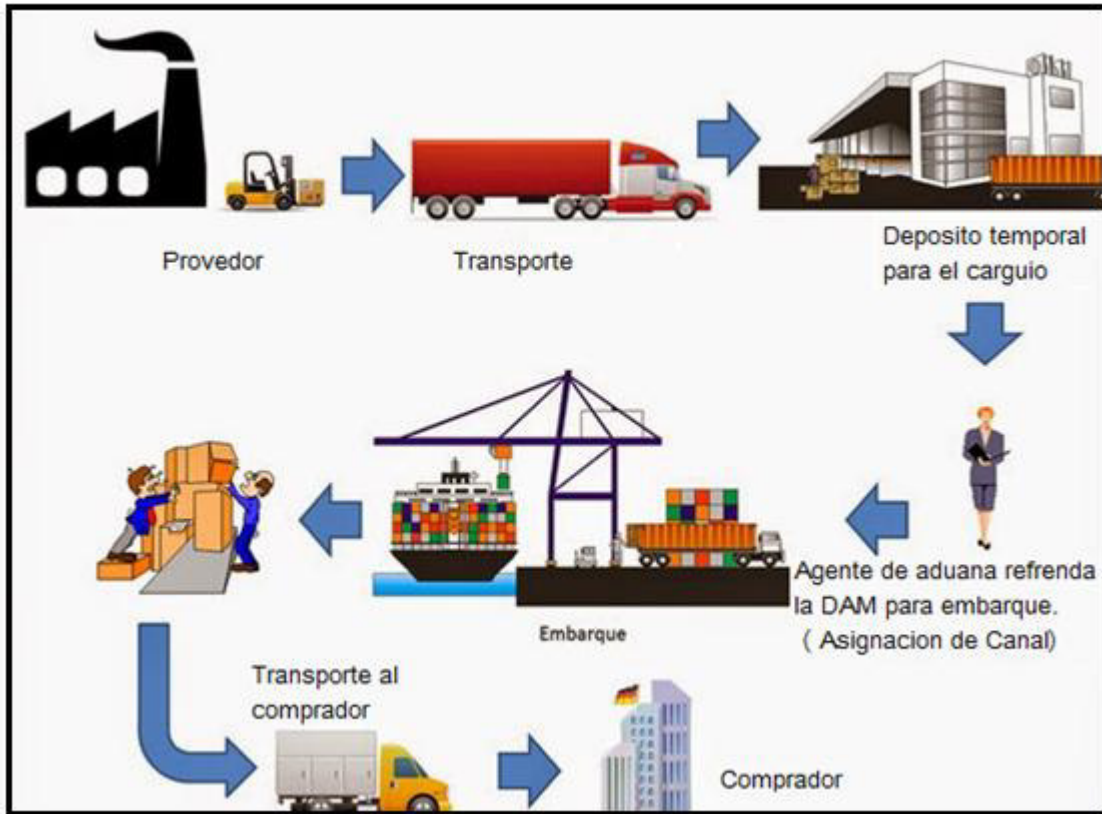 Provedor
Transporte
Deposito temporal
para el carguio
Agente de aduana refrenda
la DAM para embarque.
( Asignacion de Canal)
Embarque
Transporte al
comprador
Comprador